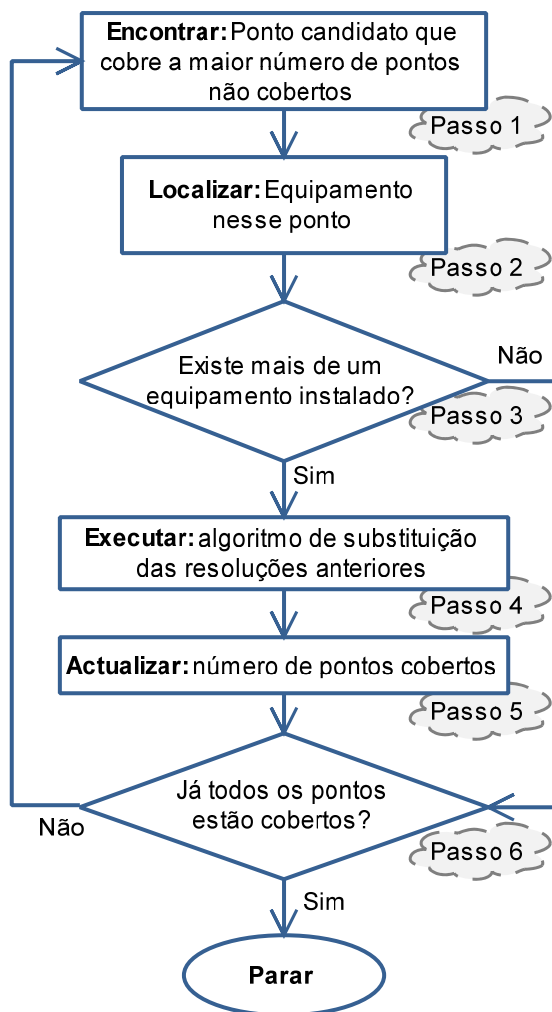 Encontrar: Ponto candidato que
cobre a maior número de pontos
não cobertos
Passo 1
Localizar: Equipamento
nesse ponto
Passo 2
Existe mais de um
equipamento instalado?
Não
Passo 3
Sim
Executar: algoritmo de substituição
das resoluções anteriores
Passo 4
Actualizar: número de pontos cobertos
Passo 5
Já todos os pontos
estão cobertos?
Não
Passo 6
Sim
Parar